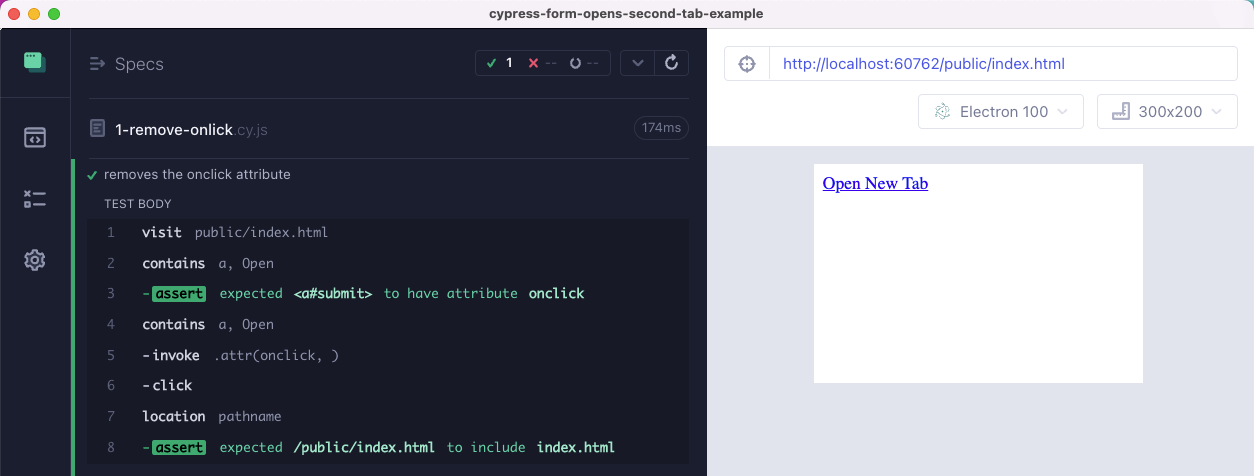 cypress-form-opens-second-tab-example
Specs
1 -- --
1-remove-onlick.cy.js 174ms
removes the onclick attribute
TEST BODY
1 visit public/index.html
2 contains a, Open
3 -assert expected <a#submit> to have attribute onclick
4 contains a, Open
5 -invoke .attr(onclick, )
6 -click
7 location pathname
8 -assert expected /public/index.html to include index.html
http://localhost:60762/public/index.html
Electron 100 300x200
Open New Tab